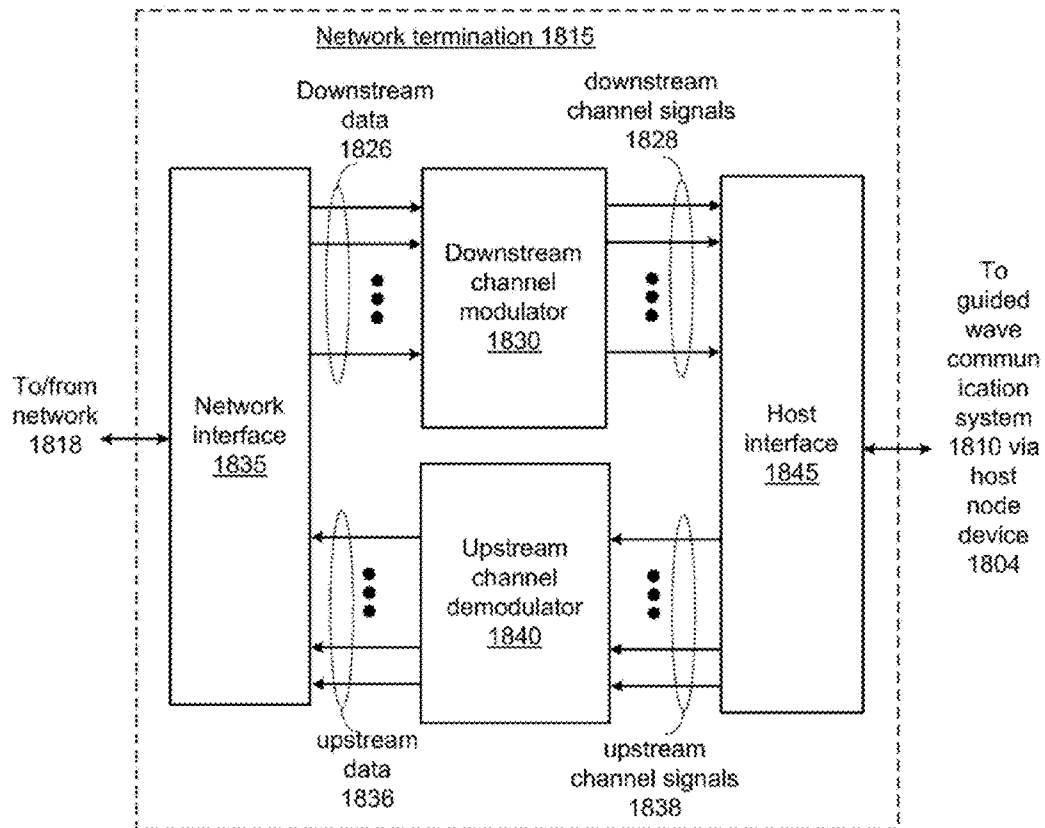 Network termination 1815
Downstream
data
1826
downstream
channel signals
1828
Downstream
channel
modulator
1830
To/from
network
1818
Network
interface
1835
Host
interface
1845
To
guided
wave
commun
ication
system
1810 via
host
node
device
1804
Upstream
channel
demodulator
1840
upstream
data
1836
upstream
channel signals
1838